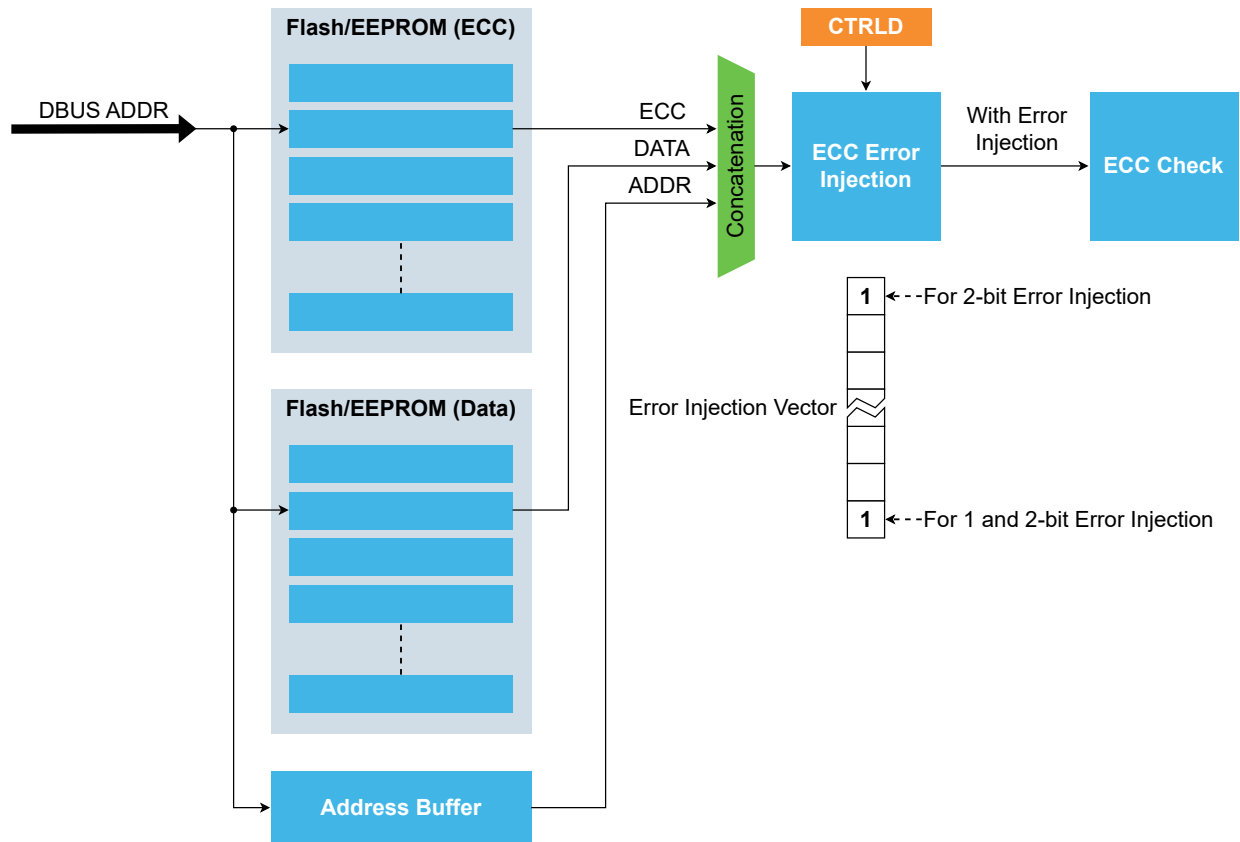 Flash/EEPROM (ECC)
CTRLD
DBUS ADDR
ECC
DATA
ADDR
Concatenation
ECC Error
Injection
With Error
Injection
ECC Check
1
For 2-bit Error Injection
Error Injection Vector
1
For 1 and 2-bit Error Injection
Flash/EEPROM (Data)
Address Buffer